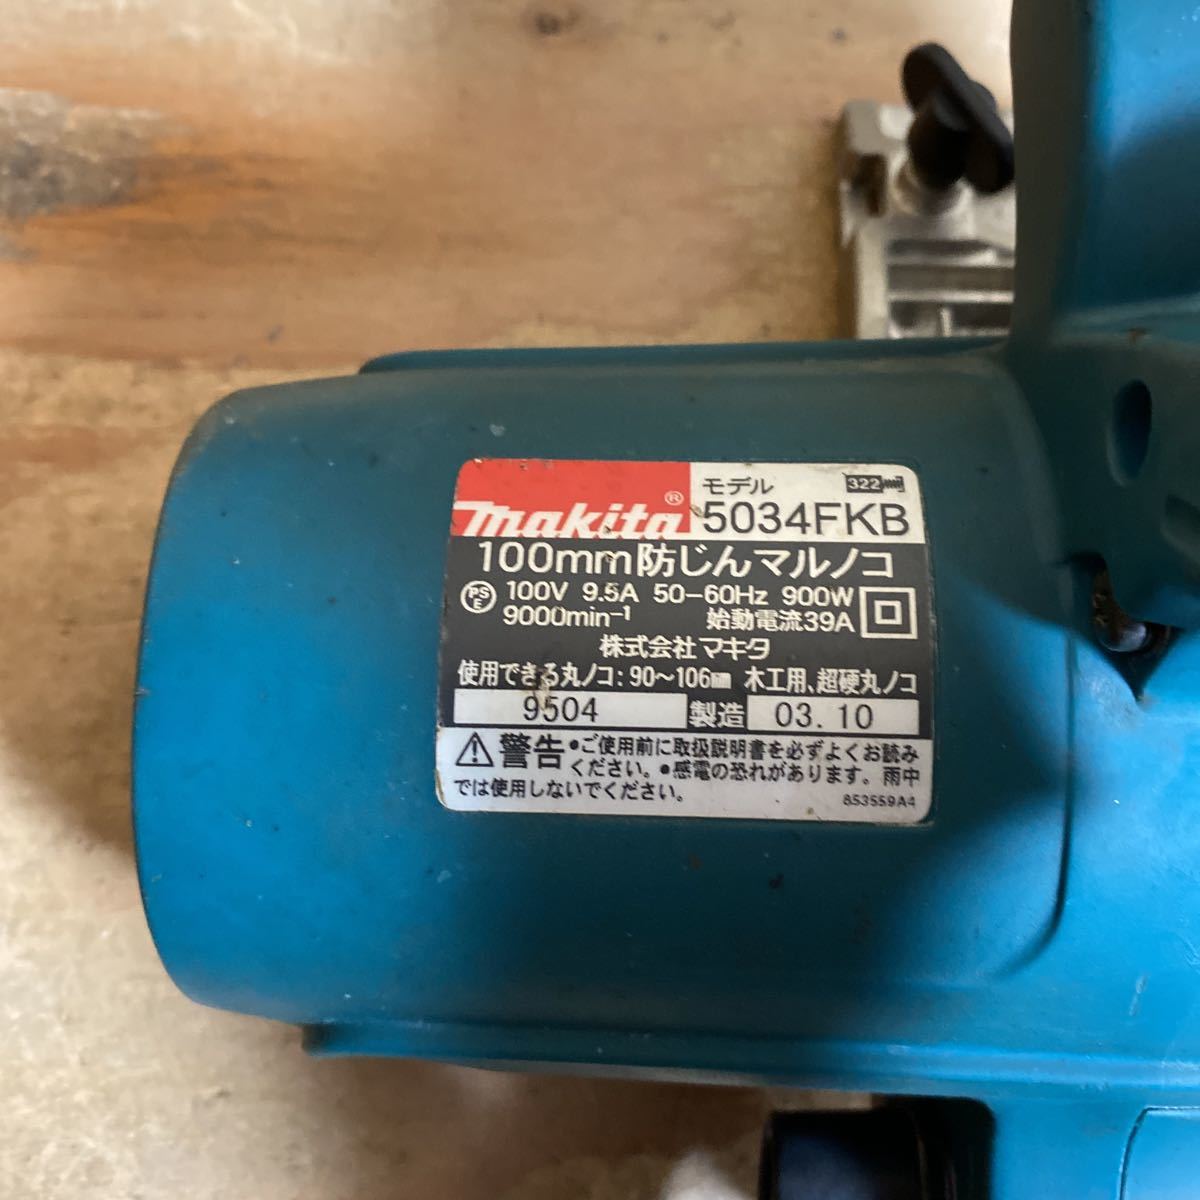 makita®
モデル
322
5034FKB
100mm防じんマルノコ
PSE 100V 9.5A 50-60Hz 900W
9000min⁻¹ 始動電流39A
株式会社マキタ
使用できる丸ノコ:90〜106㎜ 木工用、超硬丸ノコ
9504 製造 03.10
⚠警告 •ご使用前に取扱説明書を必ずよくお読み
ください。•感電の恐れがあります。雨中
では使用しないでください。
853559A4